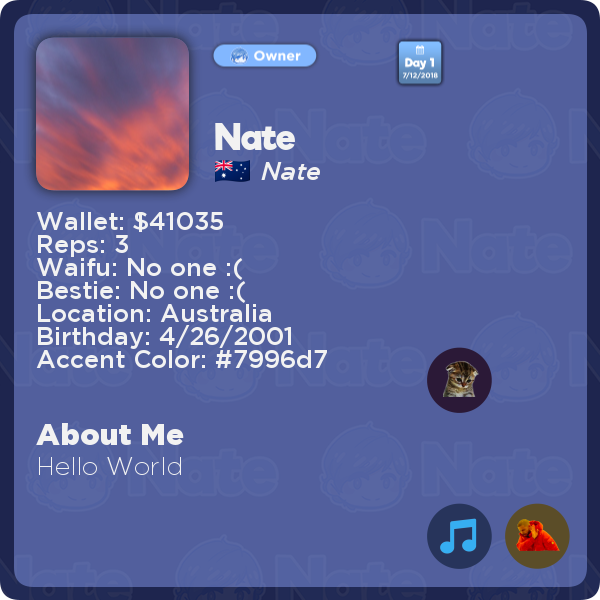 Owner
Day 1
7/12/2018
Nate
Nate
Wallet: $41035
Reps: 3
Waifu: No one :(
Bestie: No one :(
Location: Australia
Birthday: 4/26/2001
Accent Color: #7996d7
About Me
Hello World